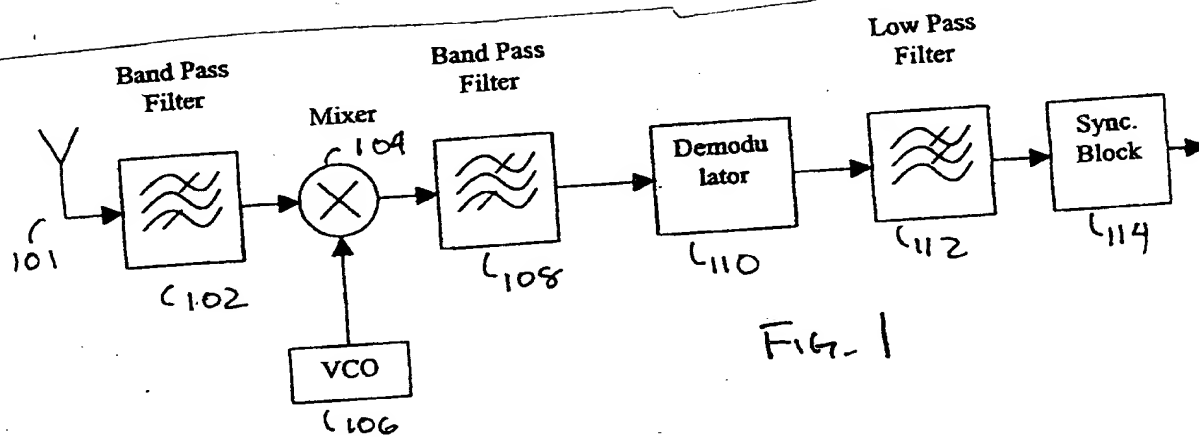 Band Pass
Filter
Mixer
104
Band Pass
Filter
Low Pass
Filter
Demodu
lator
Sync.
Block
101
102
108
110
112
114
VCO
106
FIG. 1